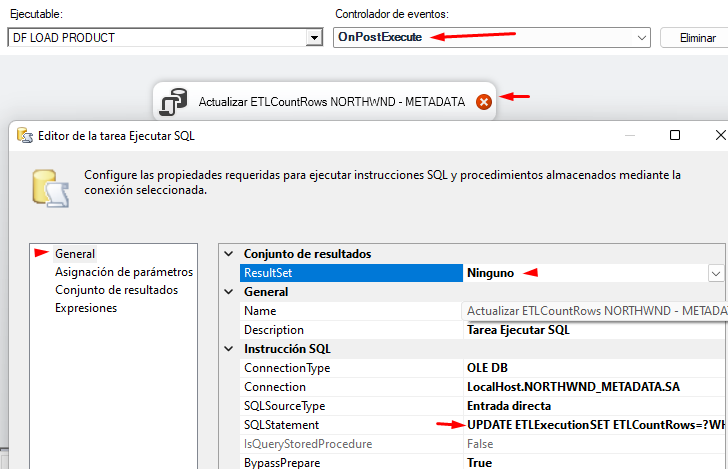 Ejecutable:
Controlador de eventos:
DF LOAD PRODUCT
OnPostExecute
Eliminar
Actualizar ETLCountRows NORTHWND - METADATA
Editor de la tarea Ejecutar SQL
Configure las propiedades requeridas para ejecutar instrucciones SQL y procedimientos almacenados mediante la
conexión seleccionada.
General
Asignación de parámetros
Conjunto de resultados
Expresiones
Conjunto de resultados
ResultSet Ninguno
General
Name Actualizar ETLCountRows NORTHWND - METADA
Description Tarea Ejecutar SQL
Instrucción SQL
ConnectionType OLE DB
Connection LocalHost.NORTHWND_METADATA.SA
SQLSourceType Entrada directa
SQLStatement UPDATE ETLExecutionSET ETLCountRows=?WH
IsQueryStoredProcedure False
BypassPrepare True